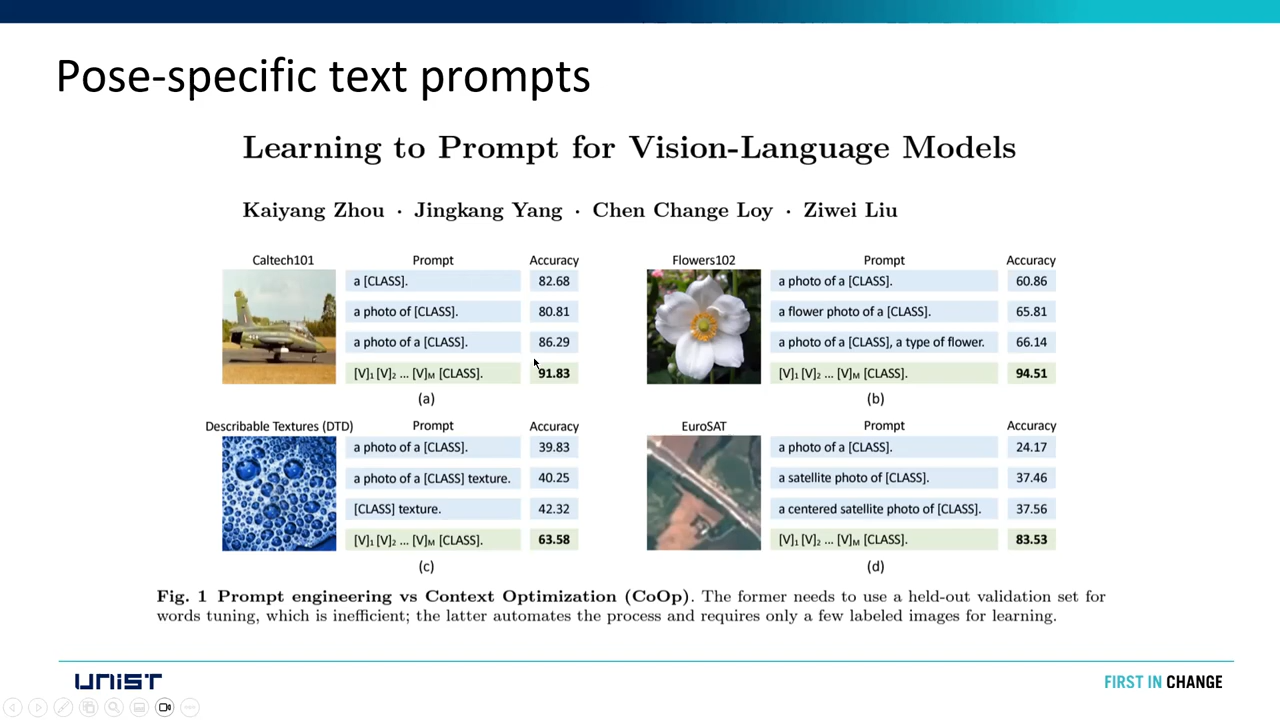 Pose-specific text prompts
Learning to Prompt for Vision-Language Models
Kaiyang Zhou · Jingkang Yang · Chen Change Loy · Ziwei Liu
Caltech101 Prompt Accuracy
a [CLASS]. 82.68
a photo of [CLASS]. 80.81
a photo of a [CLASS]. 86.29
[V]₁ [V]₂ ... [V]ᴍ [CLASS]. 91.83
(a)
Flowers102 Prompt Accuracy
a photo of a [CLASS]. 60.86
a flower photo of a [CLASS]. 65.81
a photo of a [CLASS], a type of flower. 66.14
[V]₁ [V]₂ ... [V]ᴍ [CLASS]. 94.51
(b)
Describable Textures (DTD) Prompt Accuracy
a photo of a [CLASS]. 39.83
a photo of a [CLASS] texture. 40.25
[CLASS] texture. 42.32
[V]₁ [V]₂ ... [V]ᴍ [CLASS]. 63.58
(c)
EuroSAT Prompt Accuracy
a photo of a [CLASS]. 24.17
a satellite photo of [CLASS]. 37.46
a centered satellite photo of [CLASS]. 37.56
[V]₁ [V]₂ ... [V]ᴍ [CLASS]. 83.53
(d)
Fig. 1 Prompt engineering vs Context Optimization (CoOp). The former needs to use a held-out validation set for
words tuning, which is inefficient; the latter automates the process and requires only a few labeled images for learning.
UNIST
FIRST IN CHANGE